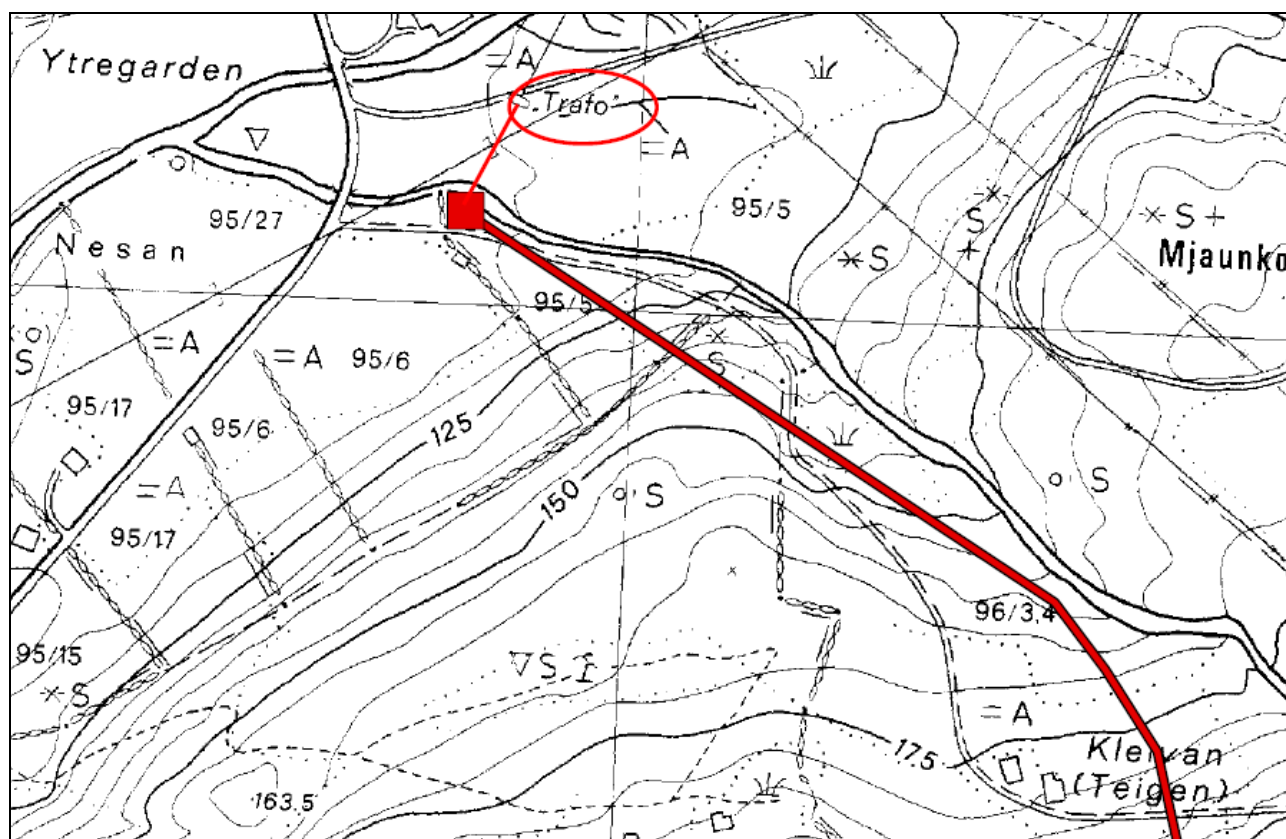 Ytregarden
= A
Trafo
= A
95/27
95/5
S
S +
Mjaunko
Nesan
S
S
95/5
= A
= A
95/6
S
95/17
95/6
125
= A
150
S
S
95/17
96/3,4
95/15
S
S
= A
175
Kleivan
(Teigen)
163.5